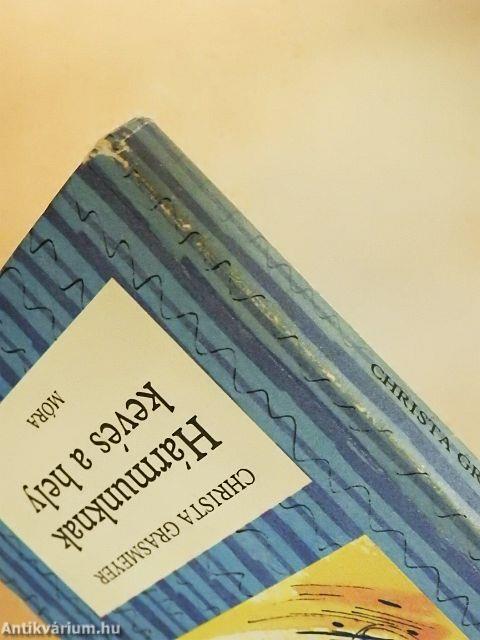 CHRISTA GRASMEYER
Hármunknak
kevés a hely
MÓRA
CHRISTA GR
Antikvárium.hu